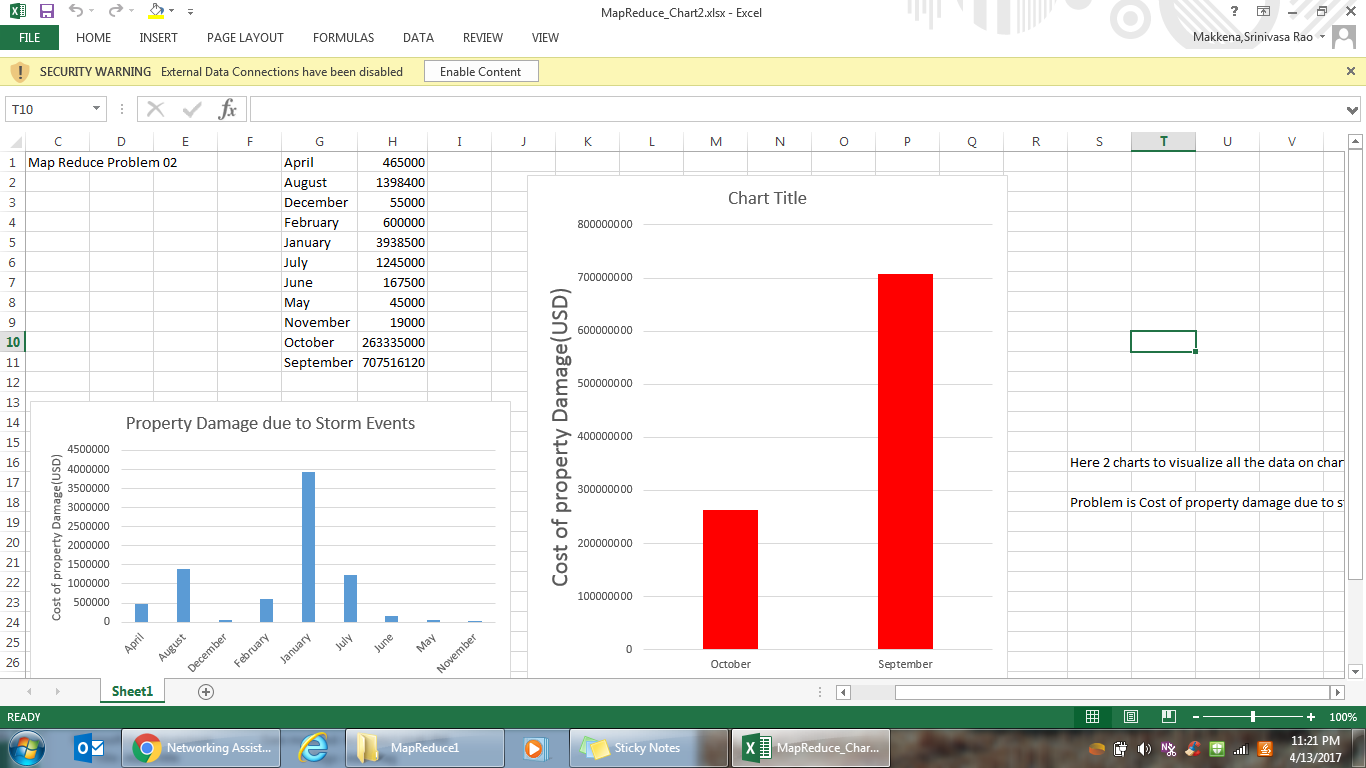 MapReduce_Chart2.xlsx - Excel
?
FILE HOME INSERT PAGE LAYOUT FORMULAS DATA REVIEW VIEW
Makkena,Srinivasa Rao
SECURITY WARNING External Data Connections have been disabled Enable Content
T10 fx
C D E F G H I J K L M N O P Q R S T U V
1 Map Reduce Problem 02 April 465000
2 August 1398400
3 December 55000
4 February 600000
5 January 3938500
6 July 1245000
7 June 167500
8 May 45000
9 November 19000
10 October 263335000
11 September 707516120
12
13
14
15
16 Here 2 charts to visualize all the data on char
17
18 Problem is Cost of property damage due to s
19
20
21
22
23
24
25
26
Property Damage due to Storm Events
Cost of property Damage(USD)
4500000
4000000
3500000
3000000
2500000
2000000
1500000
1000000
500000
0
April August December February January July June May November
Chart Title
Cost of property Damage(USD)
800000000
700000000
600000000
500000000
400000000
300000000
200000000
100000000
0
October September
Sheet1
READY
100%
Networking Assist... MapReduce1 Sticky Notes MapReduce_Char...
11:21 PM
4/13/2017